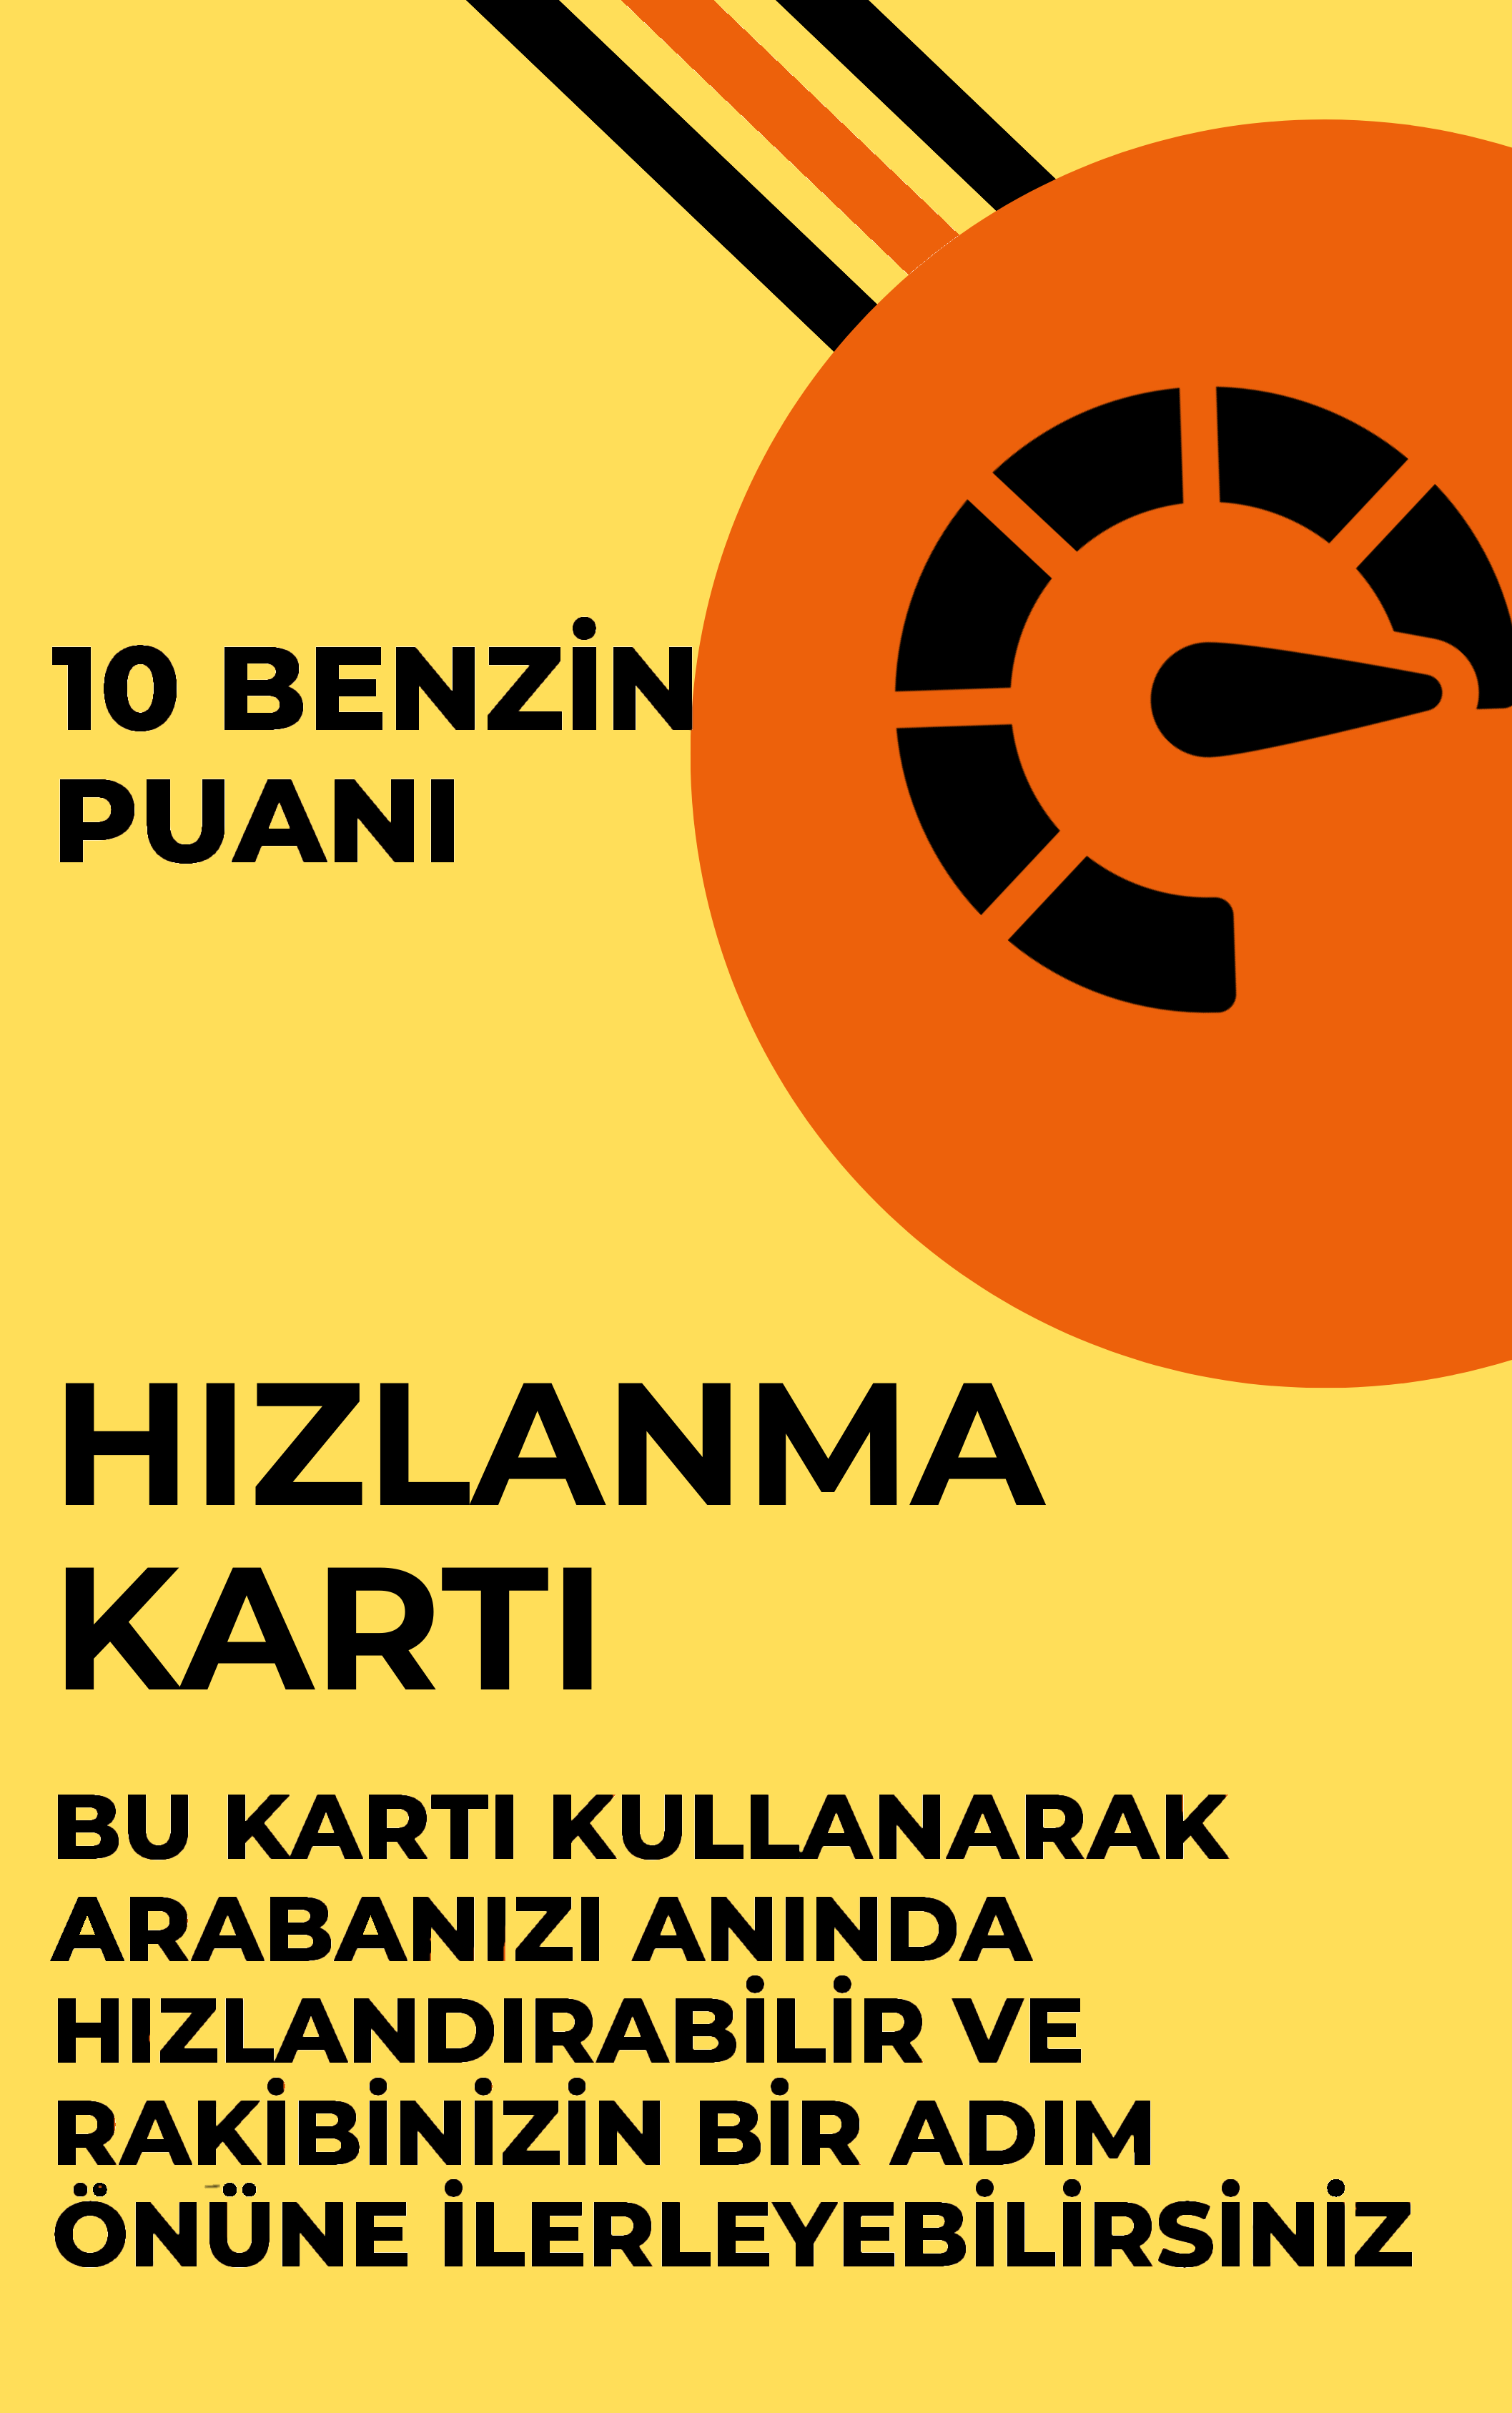 10 BENZİN
PUANI
HIZLANMA
KARTI
BU KARTI KULLANARAK
ARABANIZI ANINDA
HIZLANDIRABİLİR VE
RAKİBİNİZİN BİR ADIM
ÖNÜNE İLERLEYEBİLİRSİNİZ